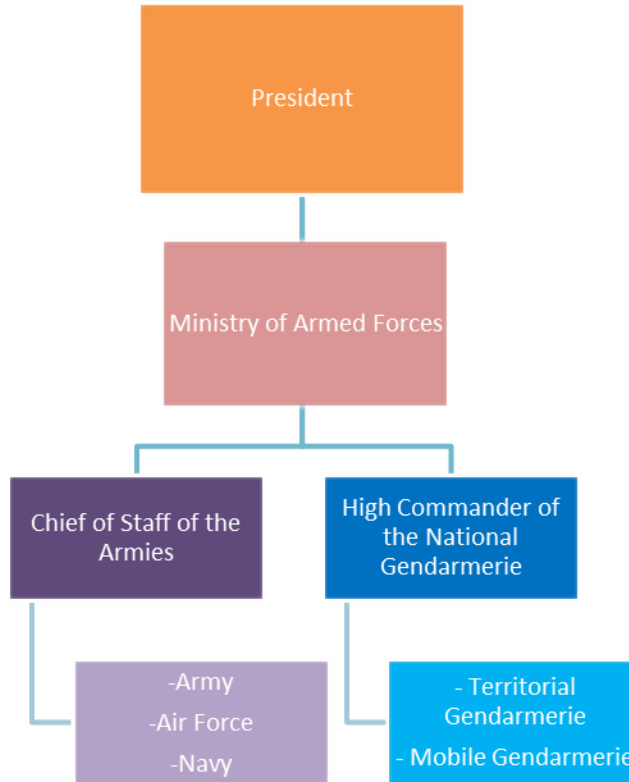 President
Ministry of Armed Forces
Chief of Staff of the
Armies
High Commander of
the National
Gendarmerie
-Army
-Air Force
-Navy
- Territorial
Gendarmerie
- Mobile Gendarmerie